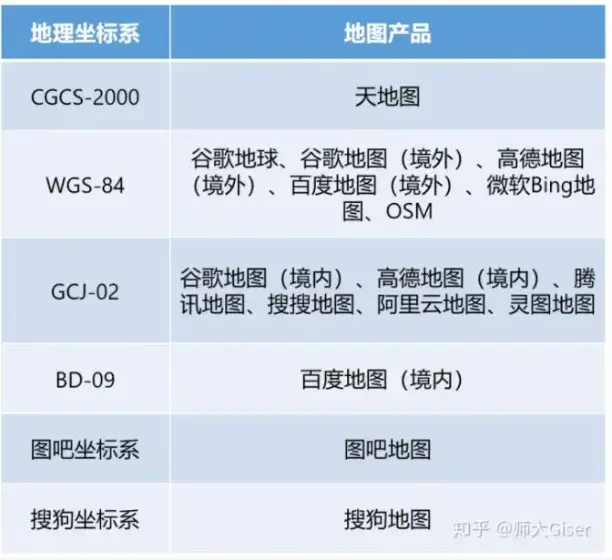 地理坐标系
地图产品
CGCS-2000
天地图
WGS-84
谷歌地球、谷歌地图（境外）、高德地图
（境外）、百度地图（境外）、微软Bing地
图、OSM
GCJ-02
谷歌地图（境内）、高德地图（境内）、腾
讯地图、搜搜地图、阿里云地图、灵图地图
BD-09
百度地图（境内）
图吧坐标系
图吧地图
搜狗坐标系
搜狗地图
知乎 @师大Giser